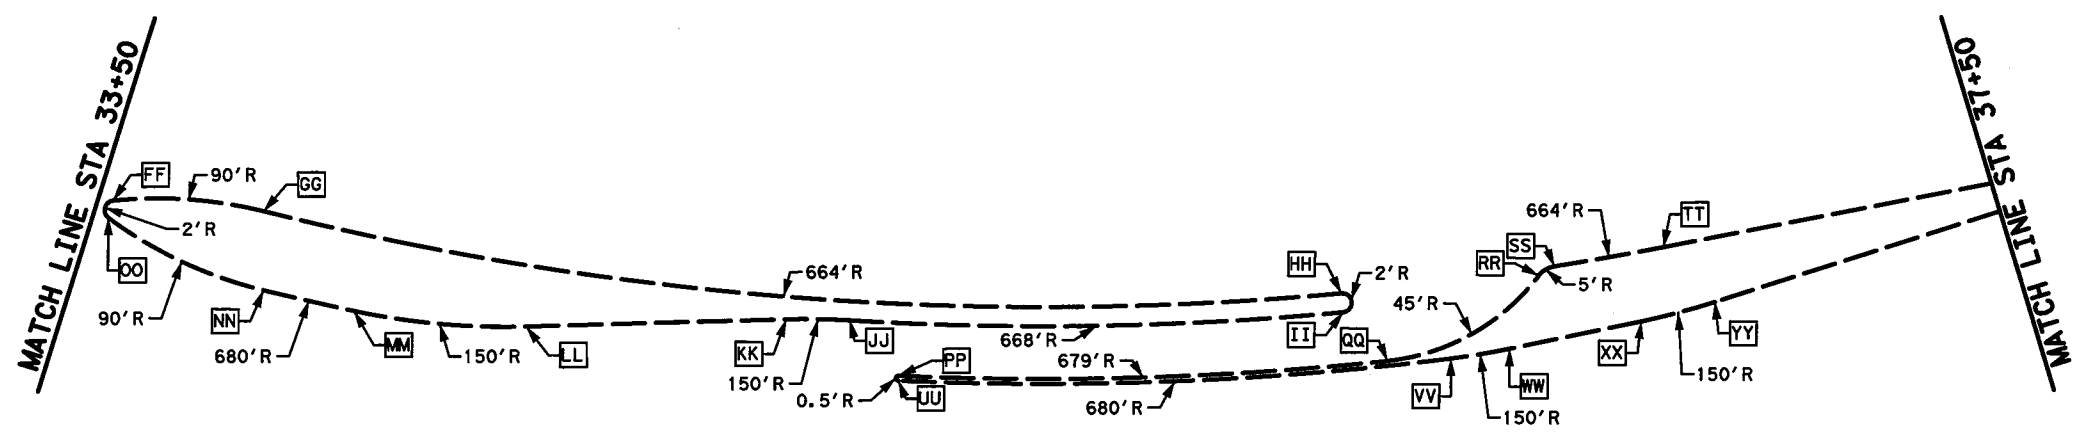 MATCH LINE STA 33+50
FF
90'R
GG
2'R
OO
90'R
NN
680'R
MM
150'R
LL
664'R
KK
150'R
JJ
0.5'R
PP
UU
668'R
679'R
680'R
HH
2'R
II
QQ
45'R
RR
SS
5'R
664'R
TT
VV
WW
150'R
XX
150'R
YY
MATCH LINE STA 37+50